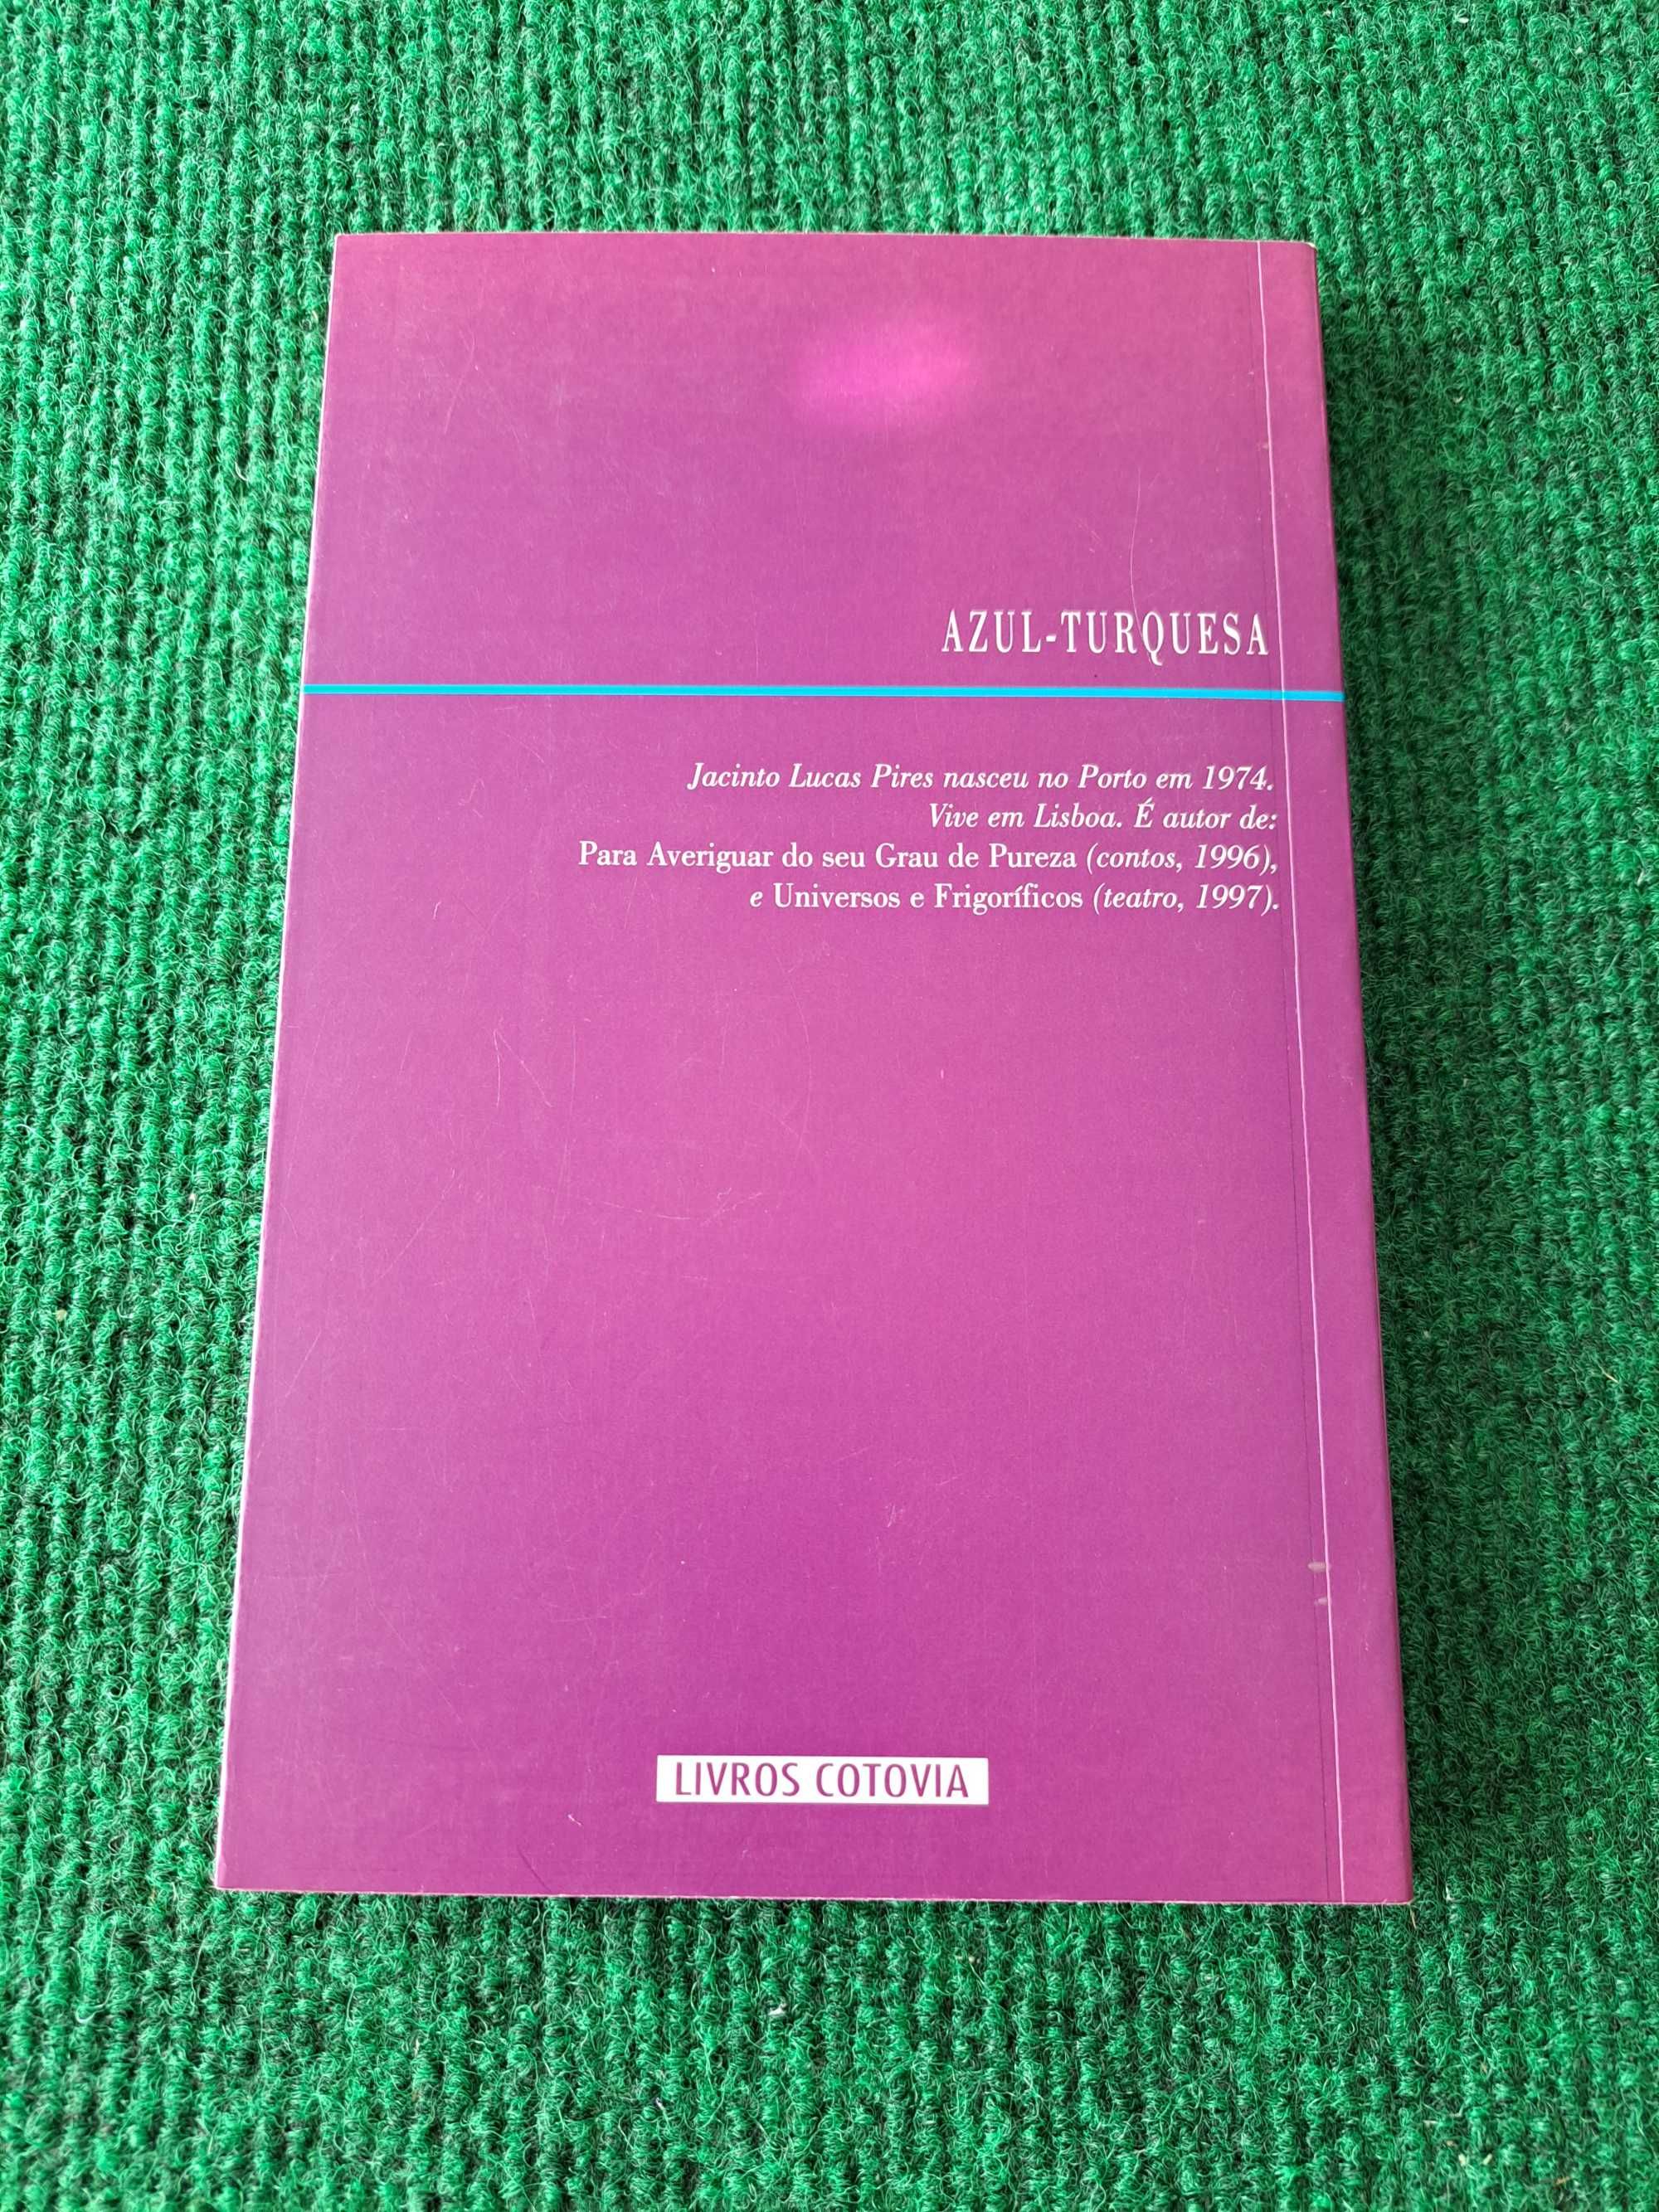 AZUL-TURQUESA
Jacinto Lucas Pires nasceu no Porto em 1974.
Vive em Lisboa. É autor de:
Para Averiguar do seu Grau de Pureza (contos, 1996),
e Universos e Frigoríficos (teatro, 1997).
LIVROS COTOVIA